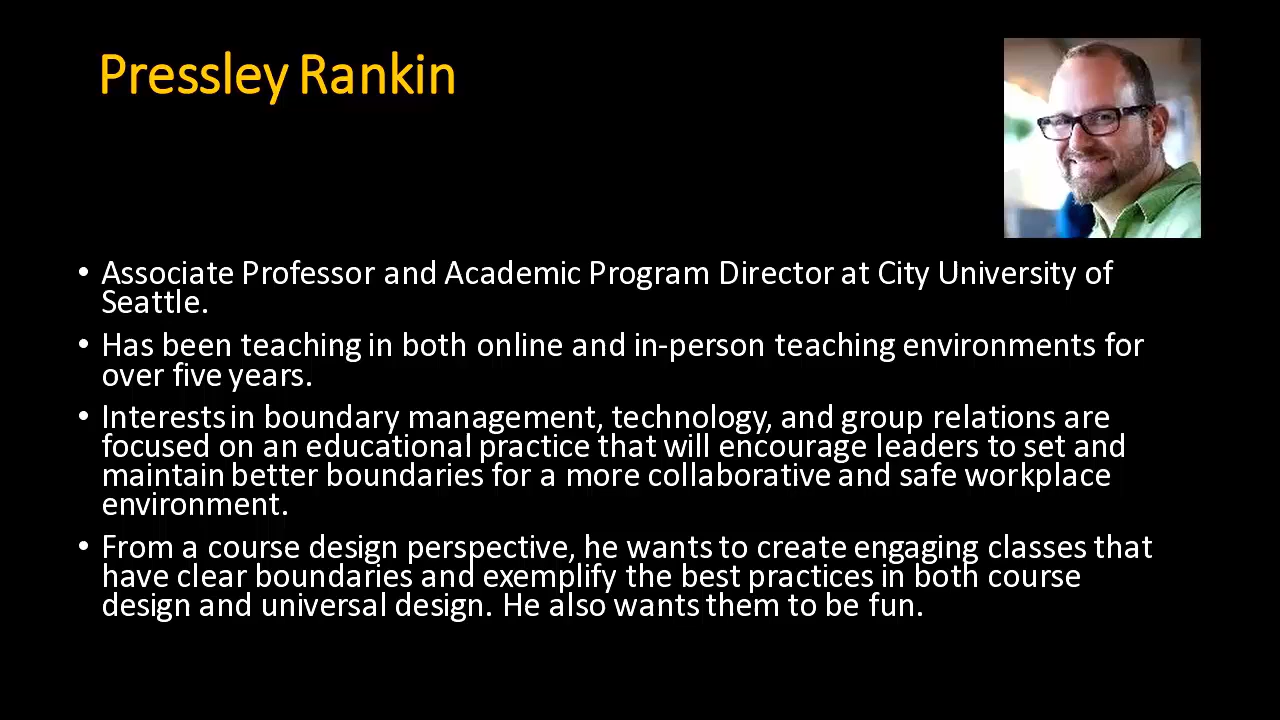 Pressley Rankin
• Associate Professor and Academic Program Director at City University of
Seattle.
• Has been teaching in both online and in-person teaching environments for
over five years.
• Interests in boundary management, technology, and group relations are
focused on an educational practice that will encourage leaders to set and
maintain better boundaries for a more collaborative and safe workplace
environment.
• From a course design perspective, he wants to create engaging classes that
have clear boundaries and exemplify the best practices in both course
design and universal design. He also wants them to be fun.